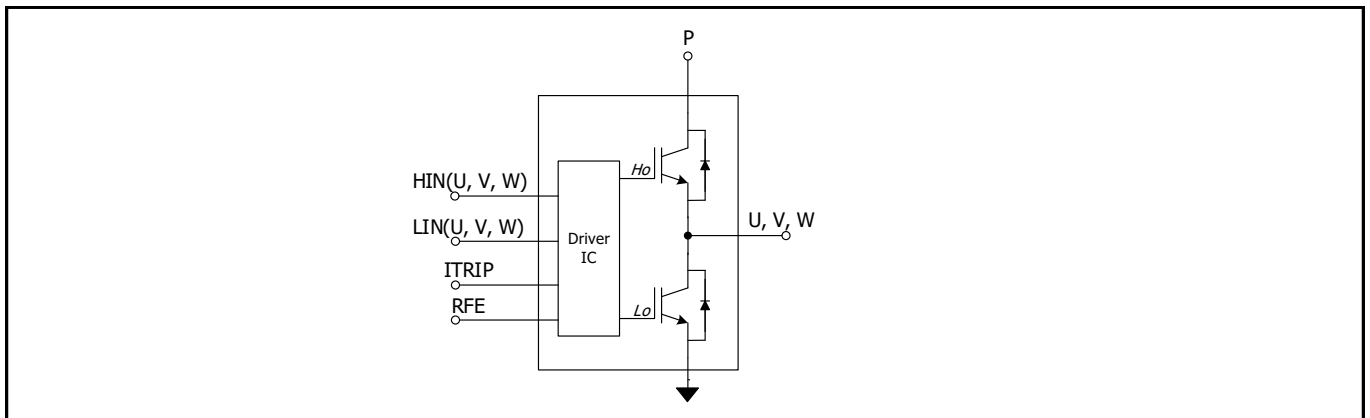 P
HIN(U, V, W)
Ho
LIN(U, V, W)
U, V, W
Driver
IC
ITRIP
RFE
Lo